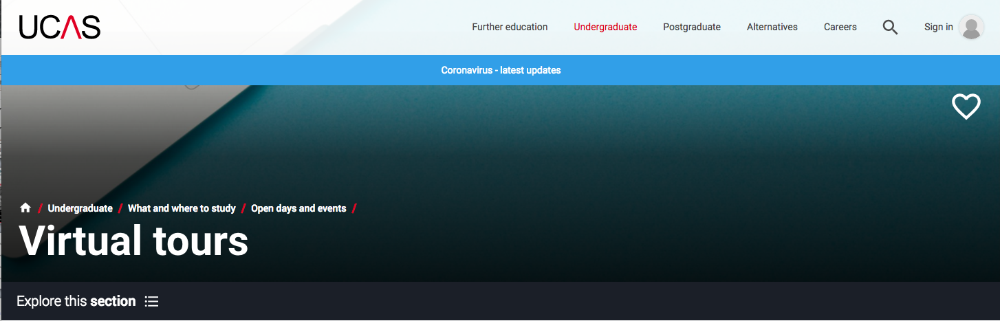 UCAS
Further education Undergraduate Postgraduate Alternatives Careers Sign in
Coronavirus - latest updates
/ Undergraduate / What and where to study / Open days and events /
Virtual tours
Explore this section